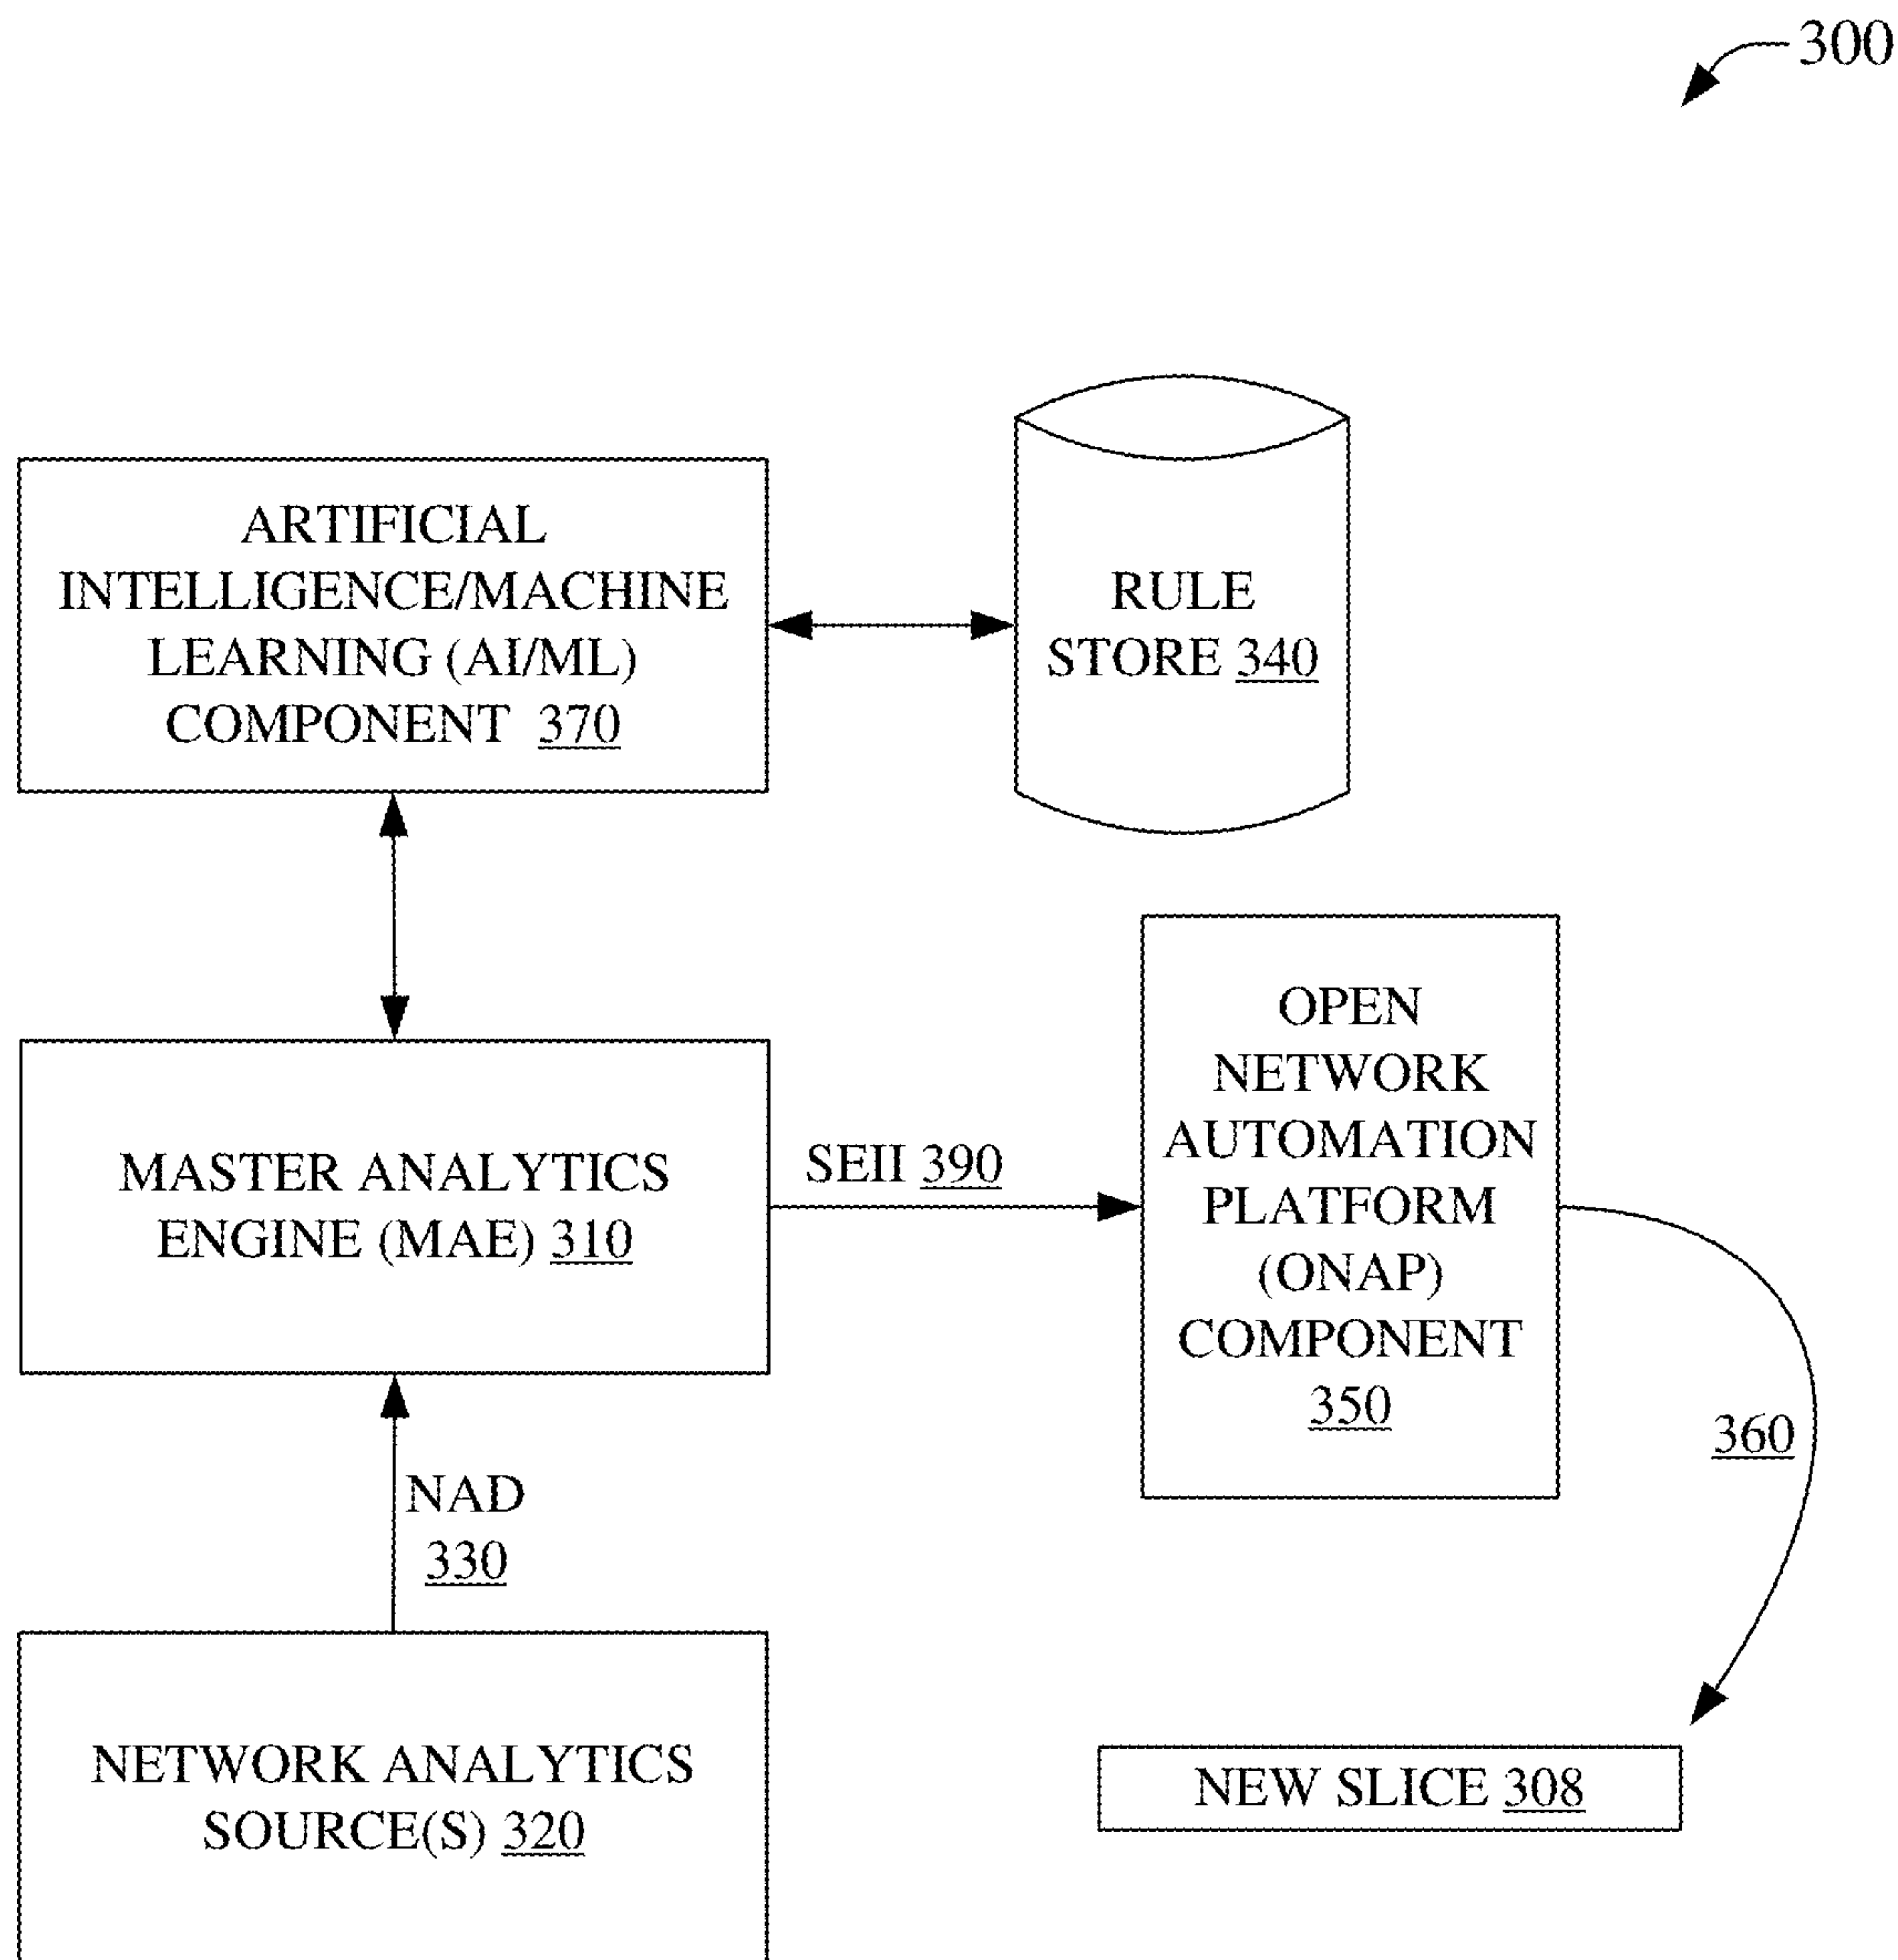 300
ARTIFICIAL
INTELLIGENCE/MACHINE
LEARNING (AI/ML)
COMPONENT 370
RULE
STORE 340
MASTER ANALYTICS
ENGINE (MAE) 310
SEII 390
OPEN
NETWORK
AUTOMATION
PLATFORM
(ONAP)
COMPONENT
350
360
NAD
330
NETWORK ANALYTICS
SOURCE(S) 320
NEW SLICE 308